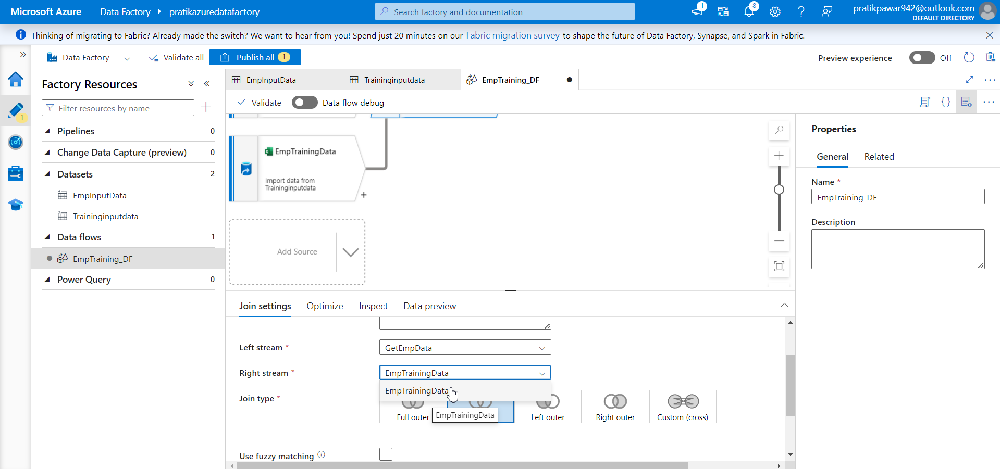 Microsoft Azure
Data Factory
pratikazuredatafactory
Search factory and documentation
1
8
pratikpawar942@outlook.com
DEFAULT DIRECTORY
Thinking of migrating to Fabric? Already made the switch? We want to hear from you! Spend just 20 minutes on our Fabric migration survey to shape the future of Data Factory, Synapse, and Spark in Fabric.
Data Factory
Validate all
Publish all 1
Preview experience
Off
1
Factory Resources
Filter resources by name
Pipelines 0
Change Data Capture (preview) 0
Datasets 2
EmpInputData
Traininginputdata
Data flows 1
EmpTraining_DF
Power Query 0
EmpInputData
Traininginputdata
EmpTraining_DF
Validate
Data flow debug
EmpTrainingData
Import data from
Traininginputdata
+
Add Source
Join settings
Optimize
Inspect
Data preview
Left stream *
GetEmpData
Right stream *
EmpTrainingData
EmpTrainingData
Join type *
Full outer
EmpTrainingData
Left outer
Right outer
Custom (cross)
Use fuzzy matching
Properties
General
Related
Name *
EmpTraining_DF
Description